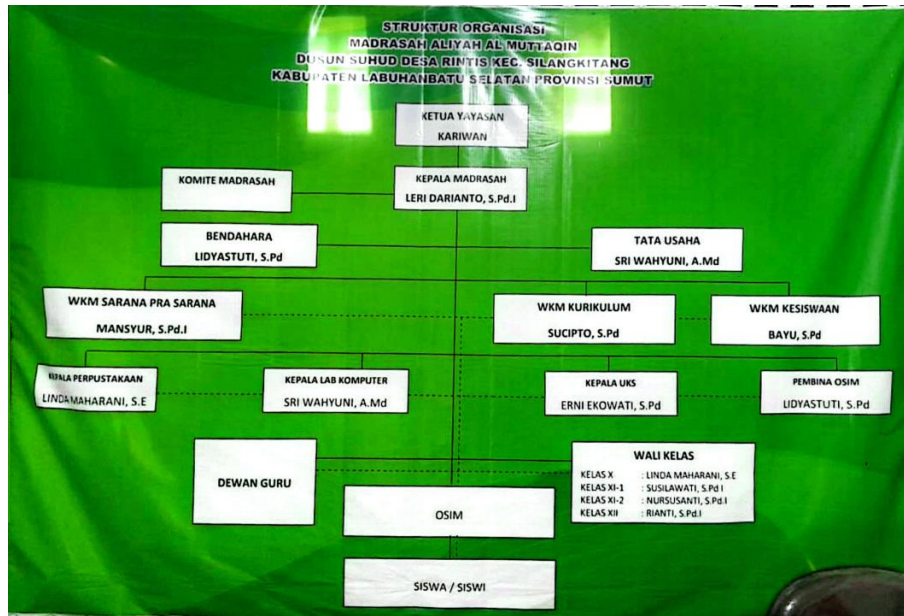 STRUKTUR ORGANISASI
MADRASAH ALIYAH AL MUTTAQIN
DUSUN SUHUD DESA RINTIS KEC. SILANGKITANG
KABUPATEN LABUHANBATU SELATAN PROVINSI SUMUT
KETUA YAYASAN
KARIWAN
KOMITE MADRASAH
KEPALA MADRASAH
LERI DARIANTO, S.Pd.I
BENDAHARA
LIDYASTUTI, S.Pd
TATA USAHA
SRI WAHYUNI, A.Md
WKM SARANA PRA SARANA
MANSYUR, S.Pd.I
WKM KURIKULUM
SUCIPTO, S.Pd
WKM KESISWAAN
BAYU, S.Pd
KEPALA PERPUSTAKAAN
LINDA MAHARANI, S.E
KEPALA LAB KOMPUTER
SRI WAHYUNI, A.Md
KEPALA UKS
ERNI EKOWATI, S.Pd
PEMBINA OSIM
LIDYASTUTI, S.Pd
DEWAN GURU
WALI KELAS
KELAS X : LINDA MAHARANI, S.E
KELAS XI-1 : SUSILAWATI, S.Pd I
KELAS XI-2 : NURSUSANTI, S.Pd.I
KELAS XII : RIANTI, S.Pd.I
OSIM
SISWA / SISWI